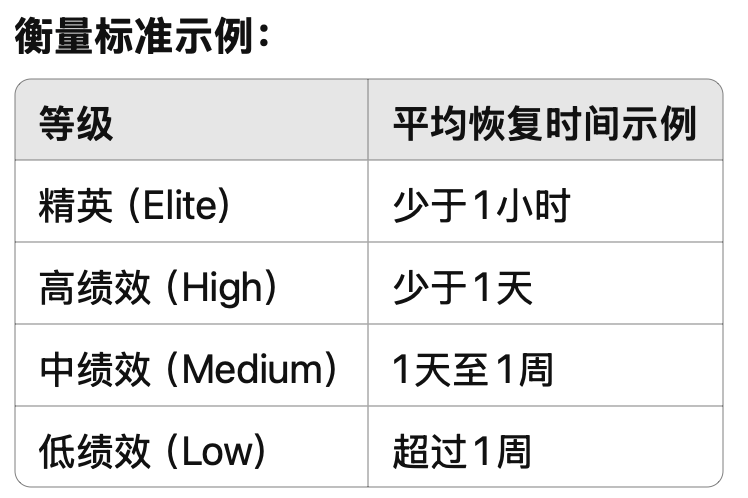 衡量标准示例：
等级 平均恢复时间示例
精英（Elite） 少于1小时
高绩效（High） 少于1天
中绩效（Medium） 1天至1周
低绩效（Low） 超过1周